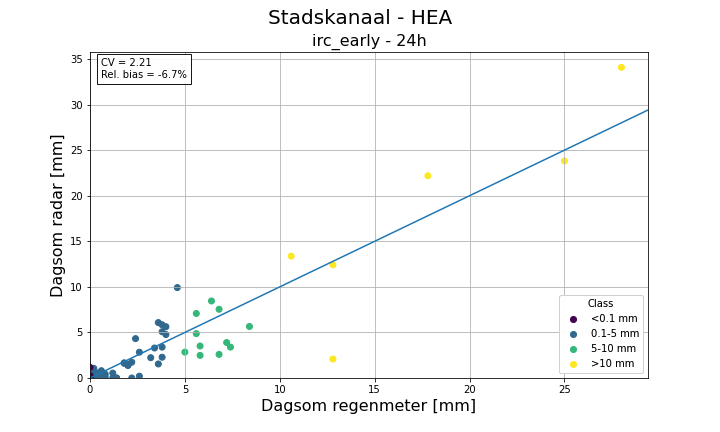 Stadskanaal - HEA
irc_early - 24h
CV = 2.21
Rel. bias = -6.7%
35
30
25
20
15
10
5
0
Dagsom radar [mm]
Class
<0.1 mm
0.1-5 mm
5-10 mm
>10 mm
0 5 10 15 20 25
Dagsom regenmeter [mm]